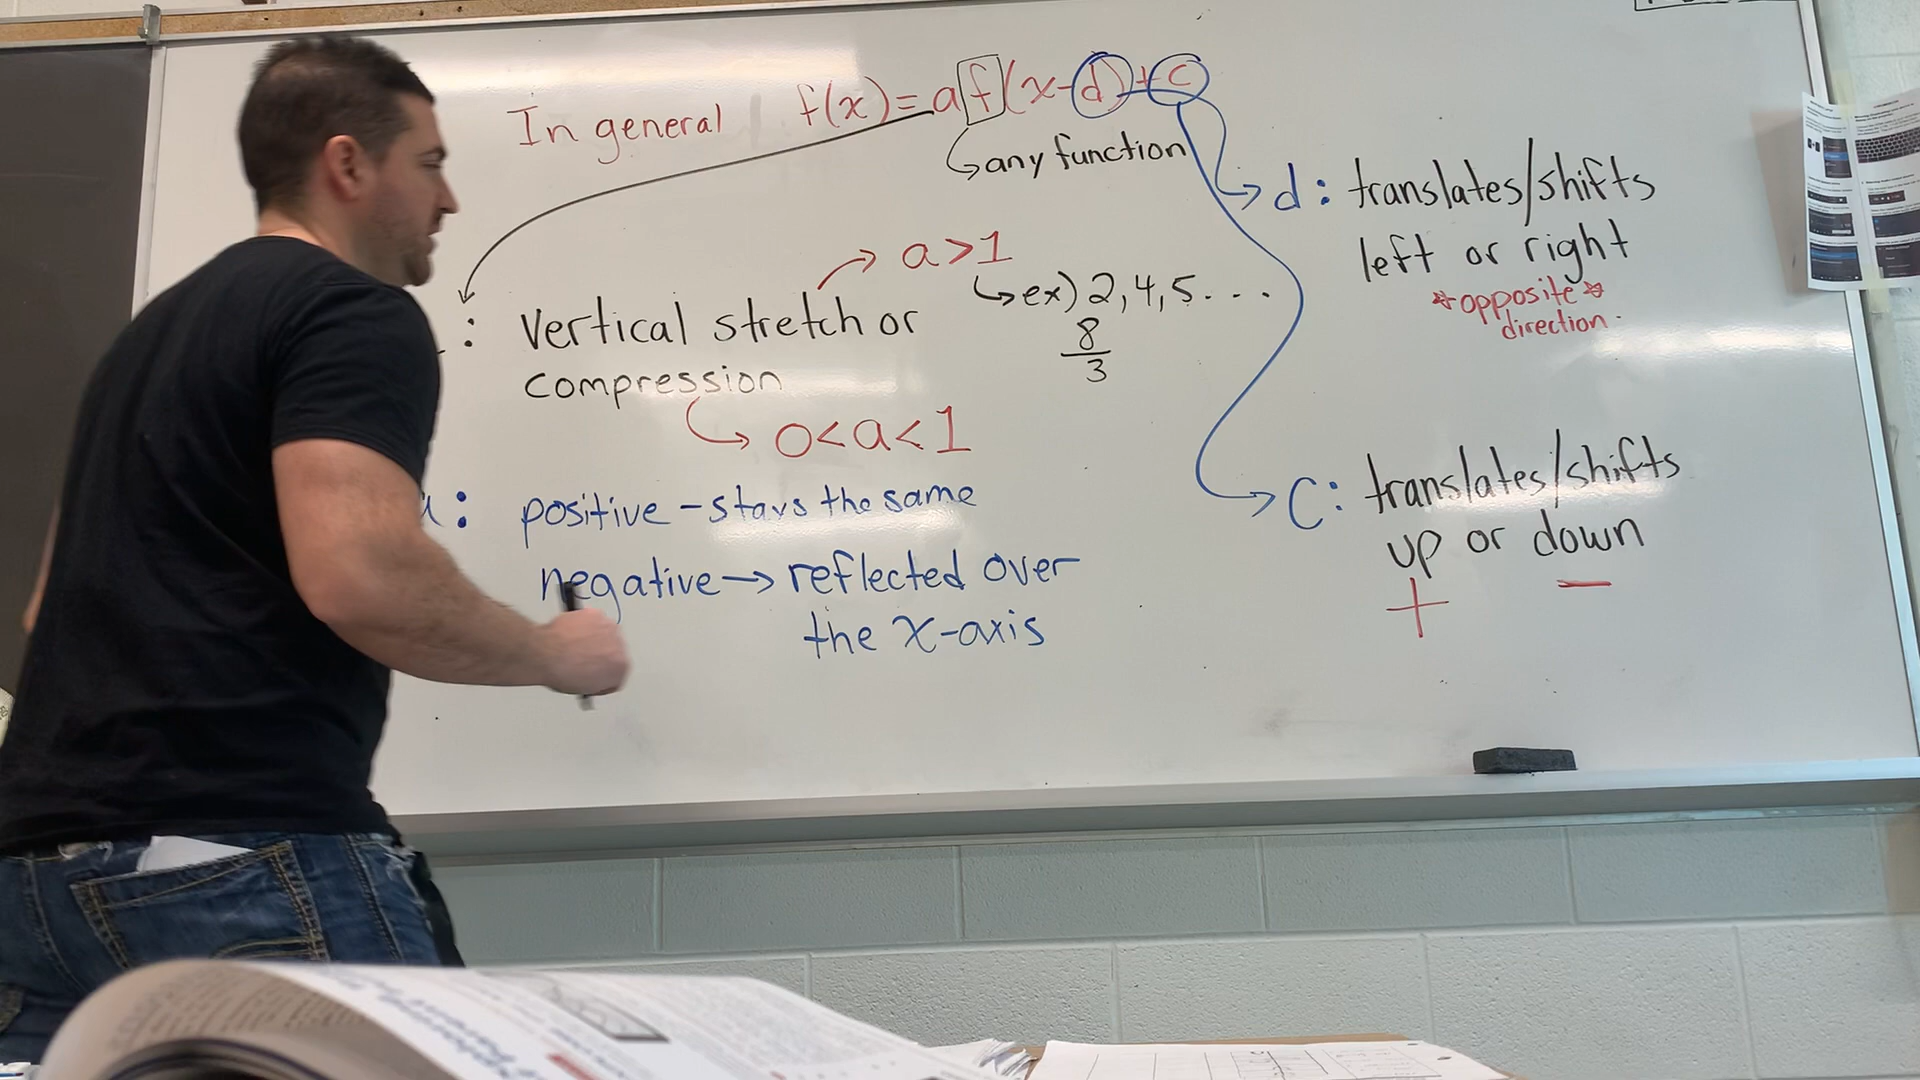 In general f(x)=af(x-d)+c
any function
: vertical stretch or
compression
a>1
ex) 2,4,5...
8
3
0<a<1
: positive - stays the same
negative → reflected over
the x-axis
d: translates/shifts
left or right
*opposite*
direction.
C: translates/shifts
up or down
+ −